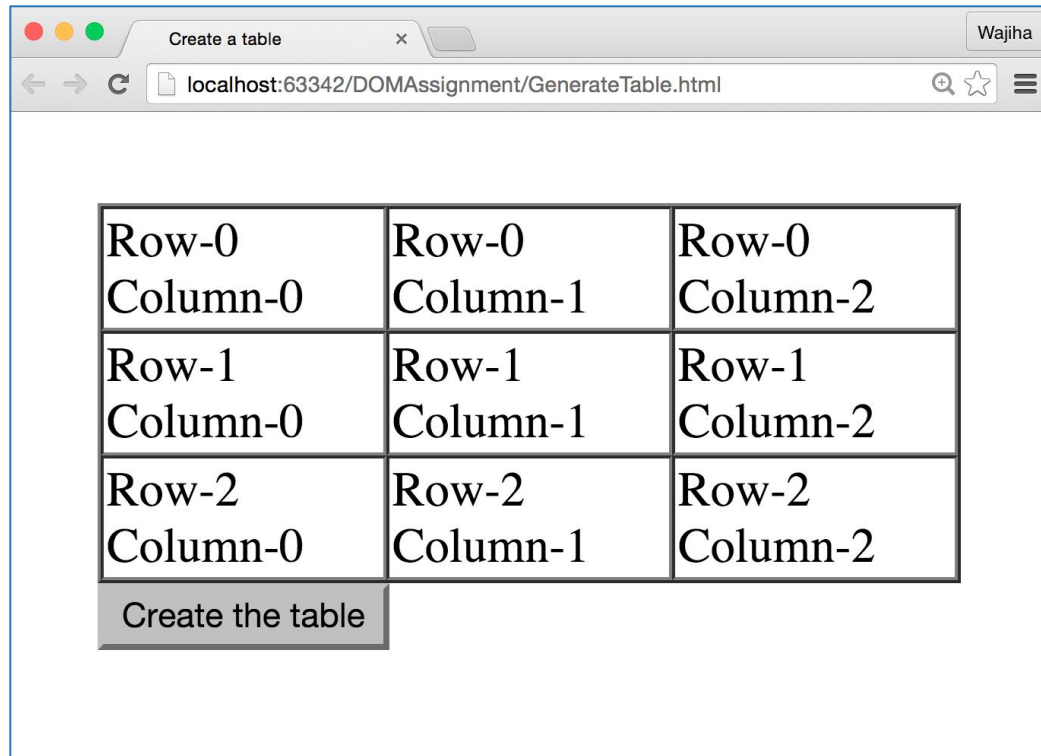 Create a table ×
Wajiha
localhost:63342/DOMAssignment/GenerateTable.html
Row-0
Column-0
Row-0
Column-1
Row-0
Column-2
Row-1
Column-0
Row-1
Column-1
Row-1
Column-2
Row-2
Column-0
Row-2
Column-1
Row-2
Column-2
Create the table